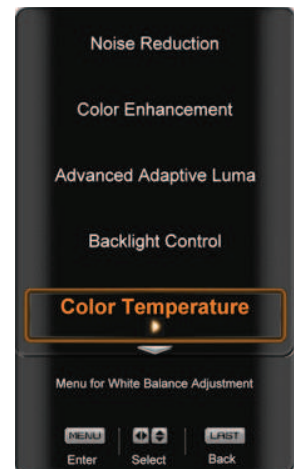 Noise Reduction
Color Enhancement
Advanced Adaptive Luma
Backlight Control
Color Temperature
Menu for White Balance Adjustment
MENU LAST
Enter Select Back